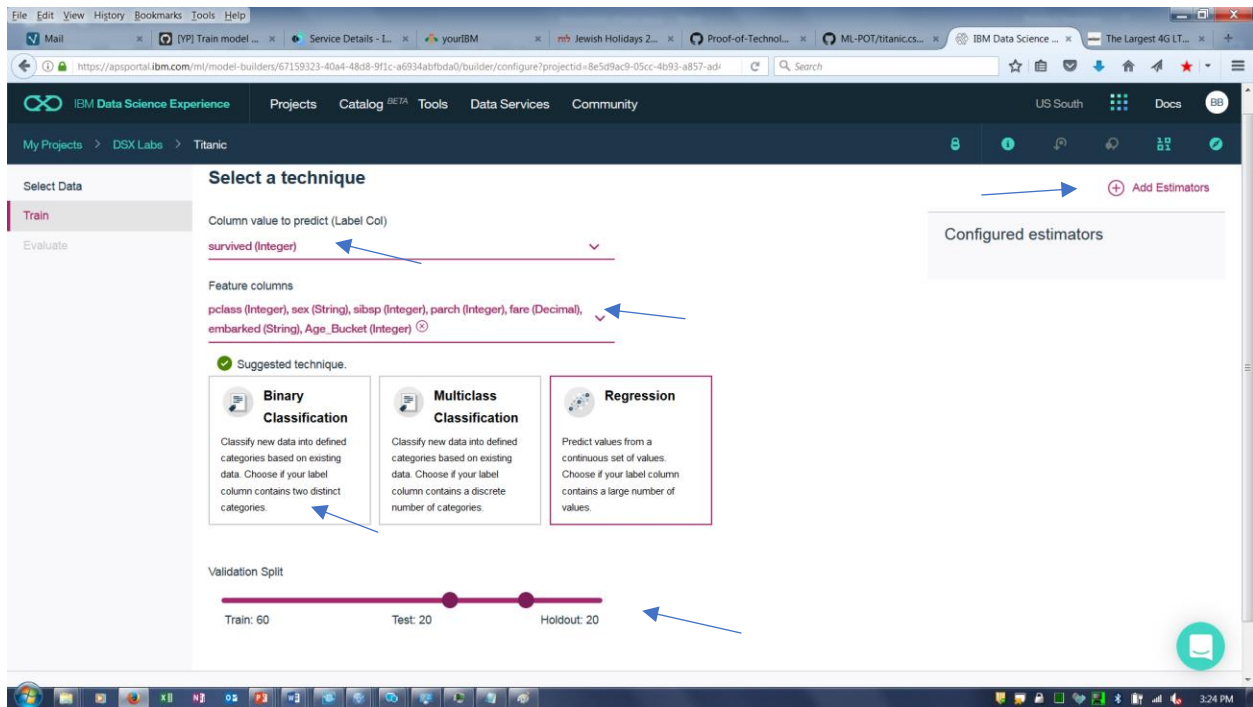 File Edit View History Bookmarks Tools Help
Mail
[YP] Train model ...
Service Details - I...
yourIBM
Jewish Holidays 2...
Proof-of-Technol...
ML-POT/titanic.cs...
IBM Data Science ...
The Largest 4G LT...
https://apsportal.ibm.com/ml/model-builders/67159323-40a4-48d8-9f1c-a6934abfbda0/builder/configure?projectid=8e5d9ac9-05cc-4b93-a857-ad
Search
IBM Data Science Experience
Projects
Catalog BETA
Tools
Data Services
Community
US South
Docs
BB
My Projects > DSX Labs > Titanic
Select Data
Train
Evaluate
Select a technique
Column value to predict (Label Col)
survived (Integer)
Feature columns
pclass (Integer), sex (String), sibsp (Integer), parch (Integer), fare (Decimal),
embarked (String), Age_Bucket (Integer)
Suggested technique.
Binary
Classification
Classify new data into defined
categories based on existing
data. Choose if your label
column contains two distinct
categories.
Multiclass
Classification
Classify new data into defined
categories based on existing
data. Choose if your label
column contains a discrete
number of categories.
Regression
Predict values from a
continuous set of values.
Choose if your label column
contains a large number of
values.
Validation Split
Train: 60
Test: 20
Holdout: 20
Add Estimators
Configured estimators
3:24 PM